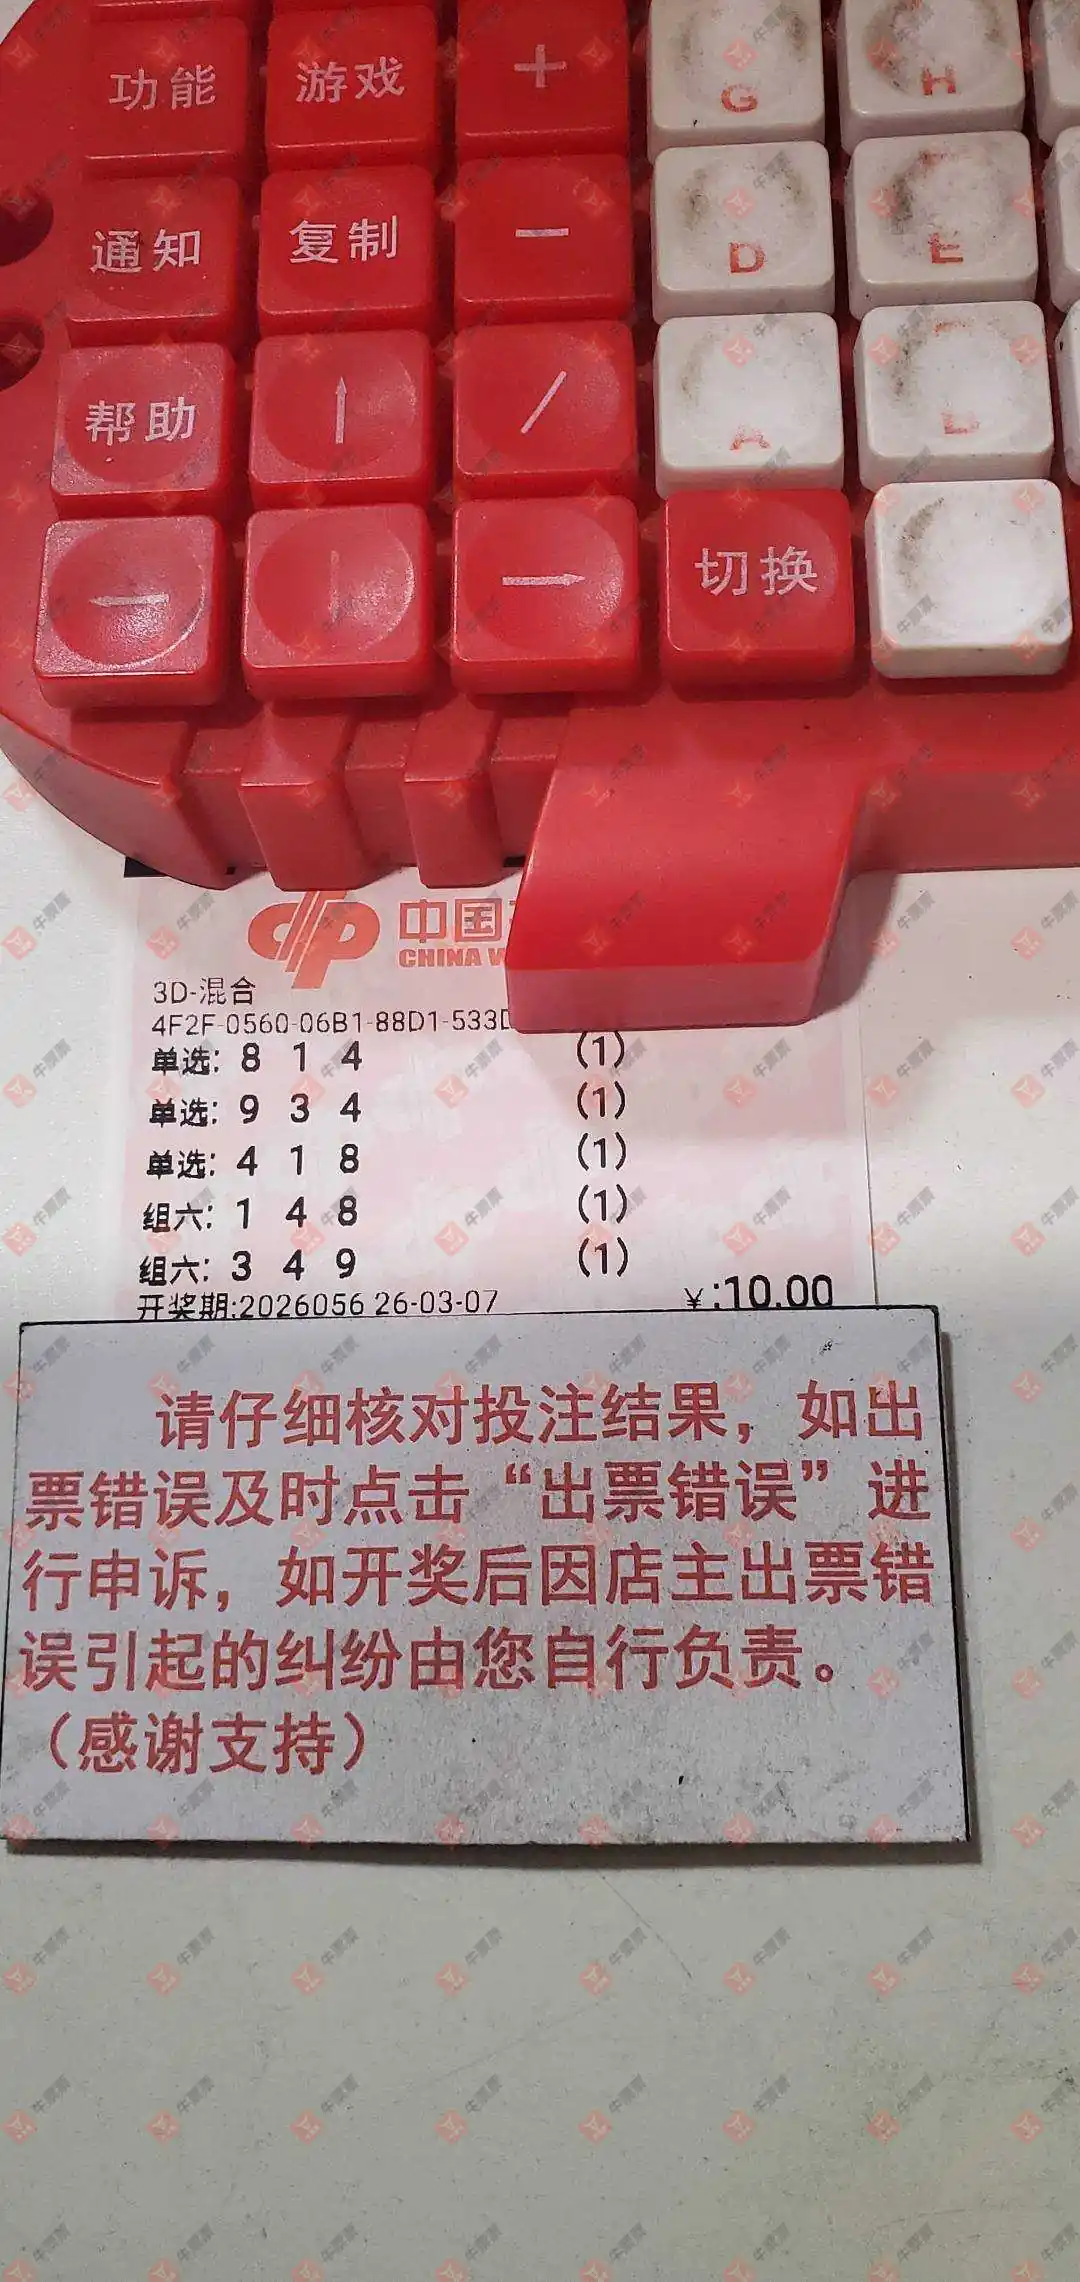 功能 游戏 + G H
通知 复制 — D E
帮助 ↑ / A
← → 切换
中国
CHINA W
3D-混合
4F2F-0560-06B1-88D1-533D
单选: 8 1 4 (1)
单选: 9 3 4 (1)
单选: 4 1 8 (1)
组六: 1 4 8 (1)
组六: 3 4 9 (1)
开奖期:2026056 26-03-07 ¥:10.00
请仔细核对投注结果，如出
票错误及时点击“出票错误”进
行申诉，如开奖后因店主出票错
误引起的纠纷由您自行负责。
（感谢支持）